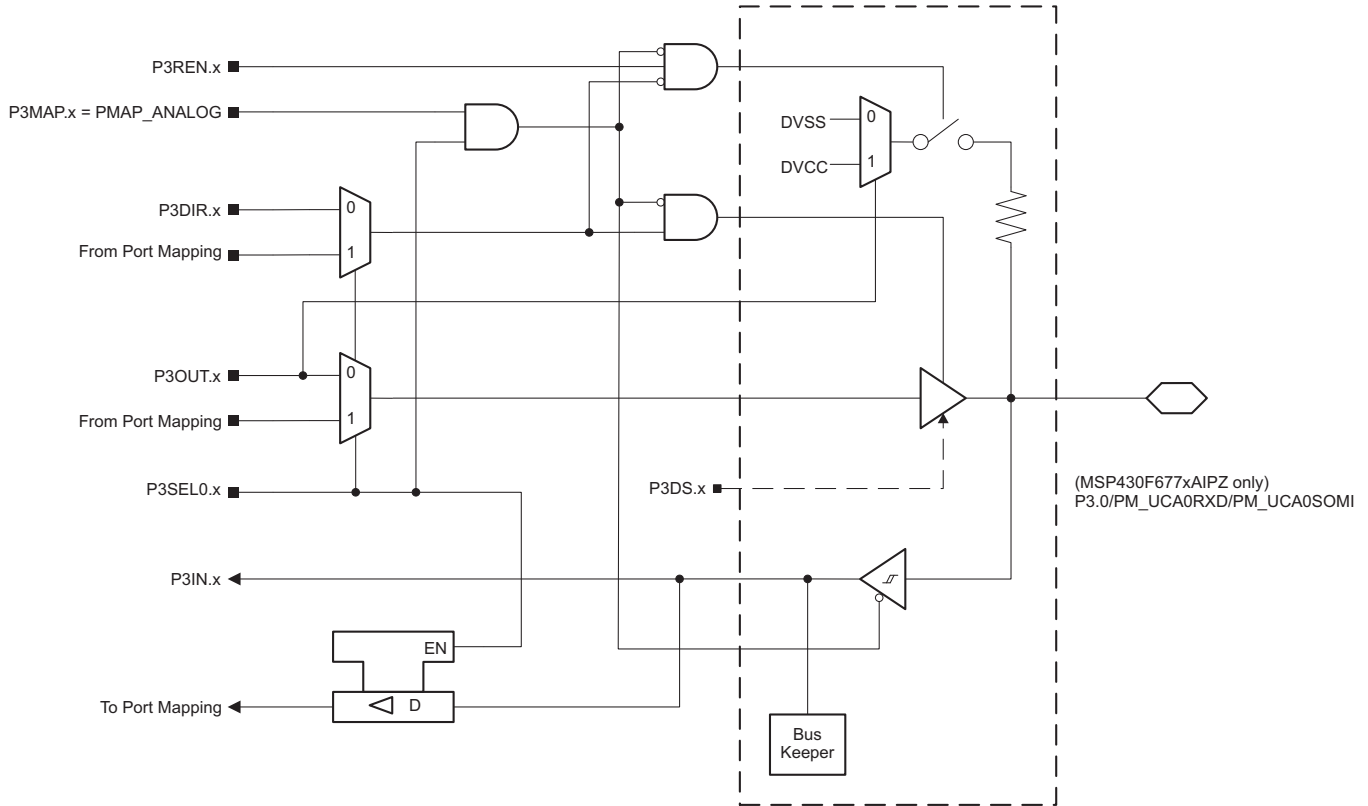 P3REN.x
P3MAP.x = PMAP_ANALOG
DVSS
0
DVCC
1
P3DIR.x
0
From Port Mapping
1
P3OUT.x
0
From Port Mapping
1
P3SEL0.x
P3DS.x
(MSP430F677xAIPZ only)
P3.0/PM_UCA0RXD/PM_UCA0SOMI
P3IN.x
EN
To Port Mapping
D
Bus
Keeper